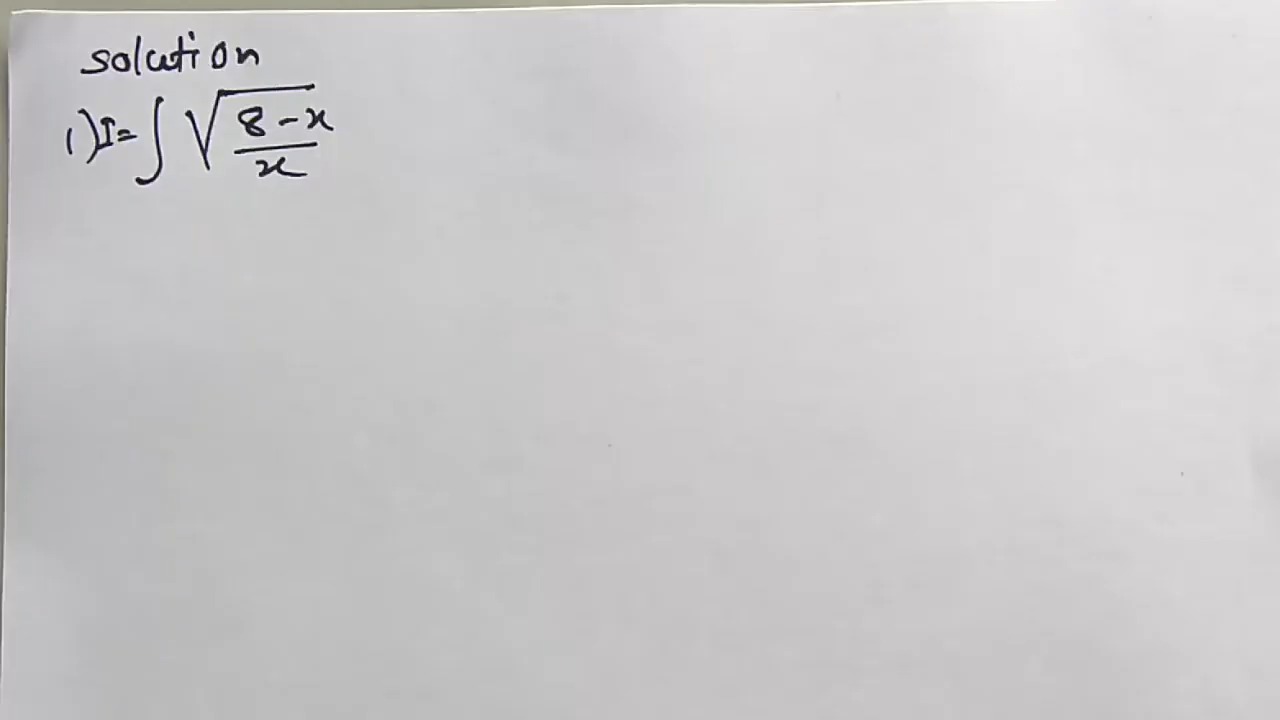 solution
1) I = ∫ √((8-x)/x)